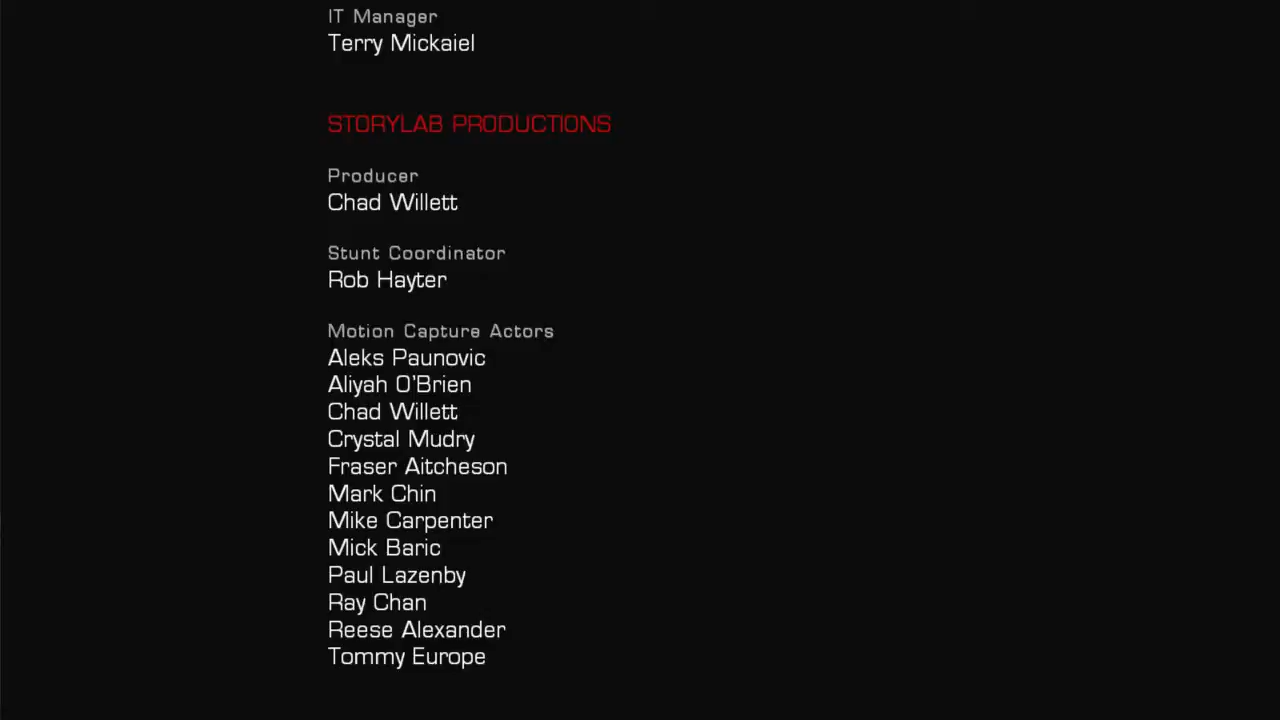 IT Manager
Terry Mickaiel
STORYLAB PRODUCTIONS
Producer
Chad Willett
Stunt Coordinator
Rob Hayter
Motion Capture Actors
Aleks Paunovic
Aliyah O'Brien
Chad Willett
Crystal Mudry
Fraser Aitcheson
Mark Chin
Mike Carpenter
Mick Baric
Paul Lazenby
Ray Chan
Reese Alexander
Tommy Europe